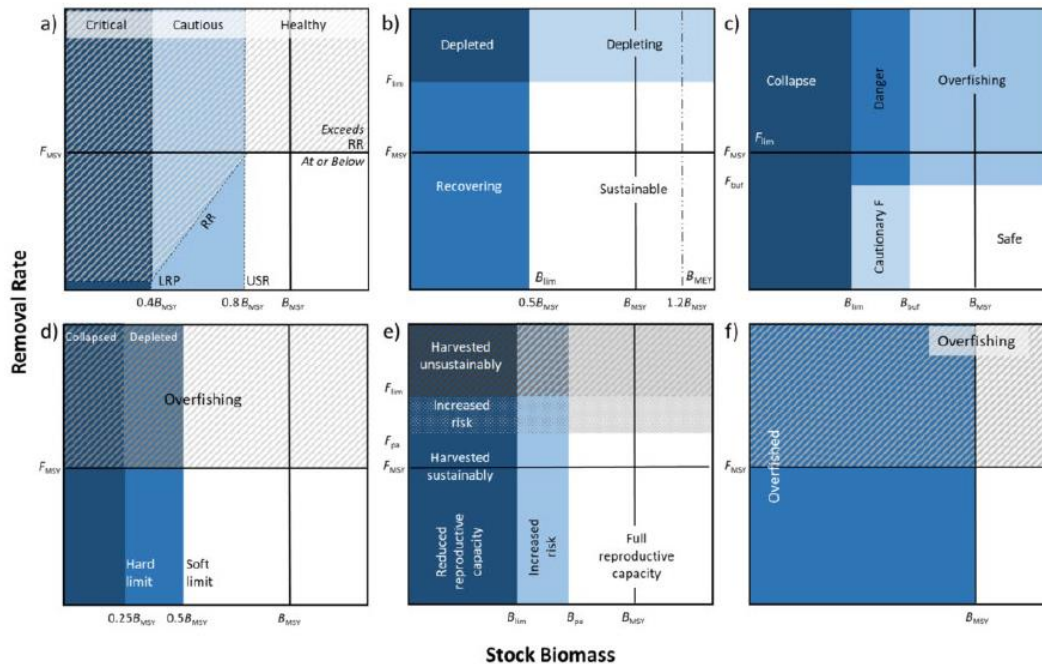 Removal Rate
a)
Critical
Cautious
Healthy
Exceeds
RR
F_MSY
At or Below
RR
LRP
USR
0.4B_MSY
0.8B_MSY
B_MSY
b)
Depleted
Depleting
F_lim
F_MSY
Recovering
Sustainable
B_lim
B_MEY
0.5B_MSY
B_MSY
1.2B_MSY
c)
Collapse
Danger
Overfishing
F_lim
F_MSY
F_buf
Cautionary F
Safe
B_lim
B_buf
B_MSY
d)
Collapsed
Depleted
Overfishing
F_MSY
Hard
limit
Soft
limit
0.25B_MSY
0.5B_MSY
B_MSY
e)
Harvested
unsustainably
F_lim
Increased
risk
F_pa
F_MSY
Harvested
sustainably
Reduced
reproductive
capacity
Increased
risk
Full
reproductive
capacity
B_lim
B_pa
B_MSY
f)
Overfishing
F_MSY
Overfished
B_MSY
Stock Biomass